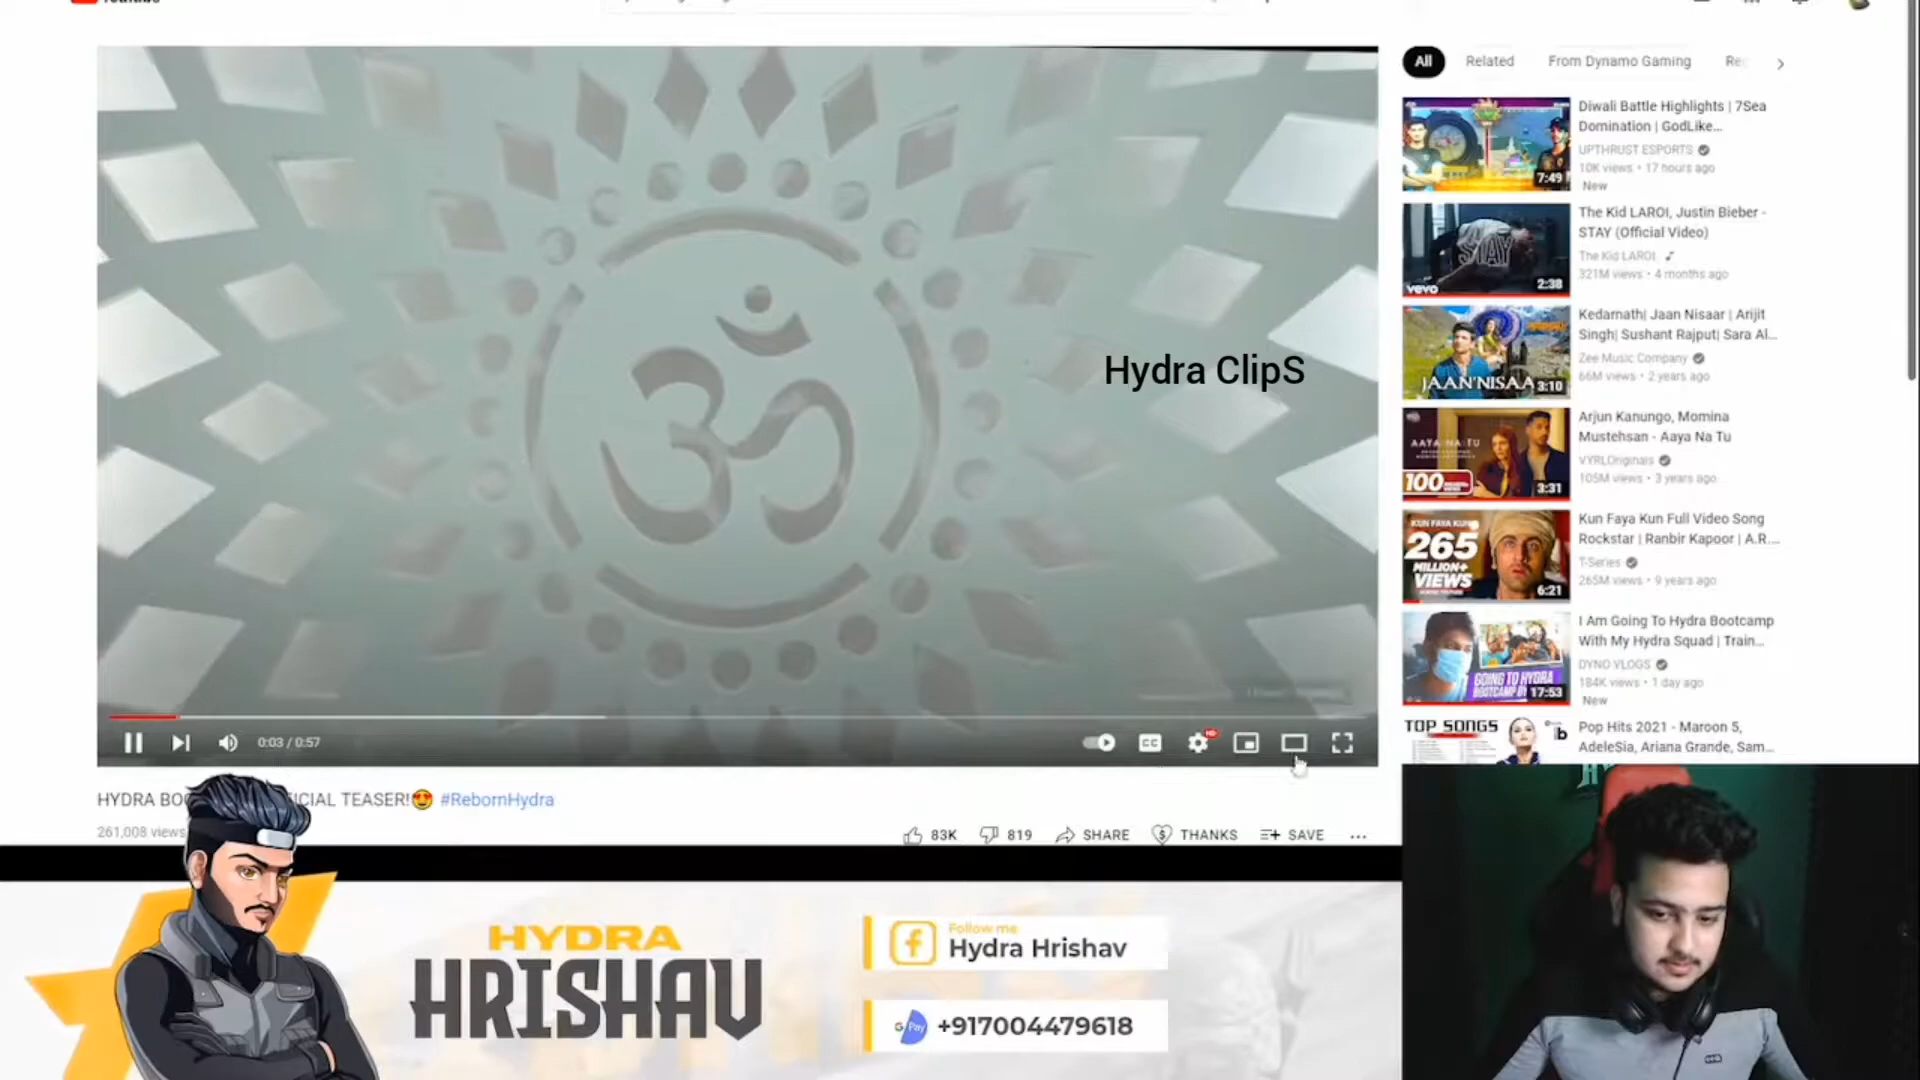 All
Related
From Dynamo Gaming
Diwali Battle Highlights | 7Sea
Domination | GodLike...
UPTHRUST ESPORTS
10K views • 17 hours ago
New
7:49
The Kid LAROI, Justin Bieber -
STAY (Official Video)
The Kid LAROI.
321M views • 4 months ago
STAY
vevo
2:38
Kedarnath| Jaan Nisaar | Arijit
Singh| Sushant Rajput| Sara Al...
Zee Music Company
66M views • 2 years ago
JAAN'NISAA
3:10
Arjun Kanungo, Momina
Mustehsan - Aaya Na Tu
VYRLOriginals
105M views • 3 years ago
AAYA NA TU
100
3:31
Kun Faya Kun Full Video Song
Rockstar | Ranbir Kapoor | A.R....
T-Series
265M views • 9 years ago
KUN FAYA KUN
265
MILLION+
VIEWS
6:21
I Am Going To Hydra Bootcamp
With My Hydra Squad | Train...
DYNO VLOGS
184K views • 1 day ago
New
GOING TO HYDRA
BOOTCAMP
17:53
Pop Hits 2021 - Maroon 5,
AdeleSia, Ariana Grande, Sam...
TOP SONGS
ॐ
Hydra ClipS
0:03 / 0:57
CC
HD
HYDRA
TEASER!😍 #RebornHydra
261,008 views
83K
819
SHARE
THANKS
SAVE
...
HYDRA
HRISHAV
Follow me
Hydra Hrishav
G Pay
+917004479618